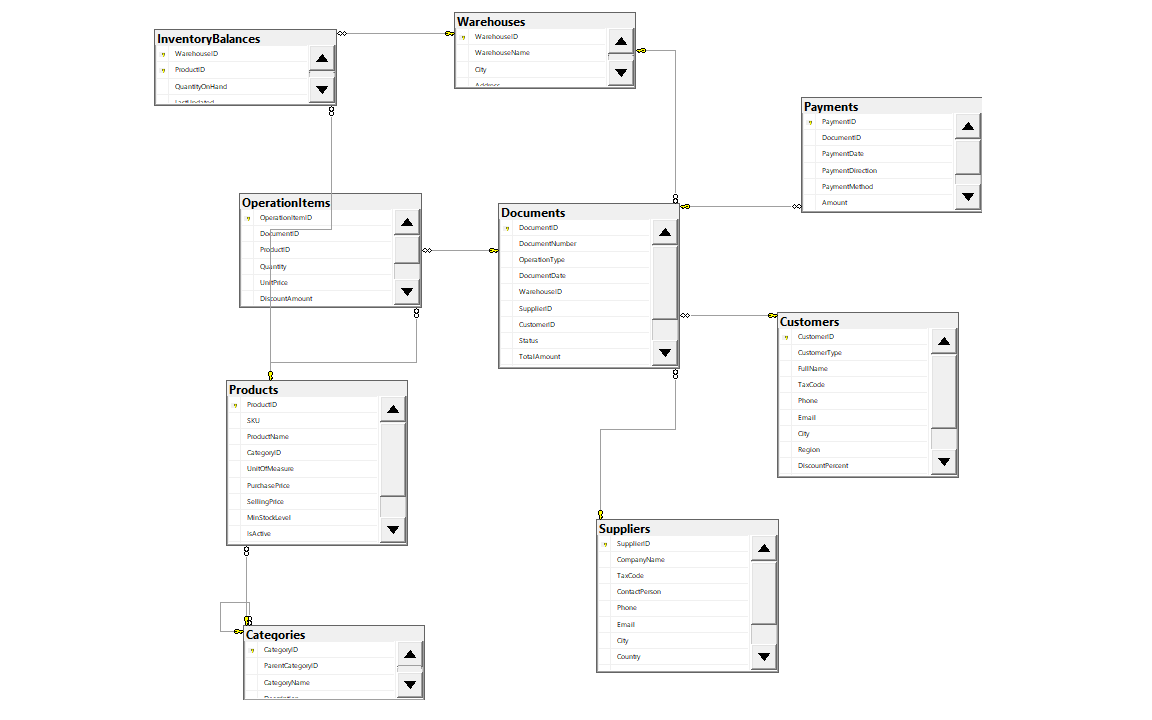 InventoryBalances
WarehouseID
ProductID
QuantityOnHand
LastUpdated
Warehouses
WarehouseID
WarehouseName
City
Address
Payments
PaymentID
DocumentID
PaymentDate
PaymentDirection
PaymentMethod
Amount
OperationItems
OperationItemID
DocumentID
ProductID
Quantity
UnitPrice
DiscountAmount
Documents
DocumentID
DocumentNumber
OperationType
DocumentDate
WarehouseID
SupplierID
CustomerID
Status
TotalAmount
Customers
CustomerID
CustomerType
FullName
TaxCode
Phone
Email
City
Region
DiscountPercent
Products
ProductID
SKU
ProductName
CategoryID
UnitOfMeasure
PurchasePrice
SellingPrice
MinStockLevel
IsActive
Suppliers
SupplierID
CompanyName
TaxCode
ContactPerson
Phone
Email
City
Country
Categories
CategoryID
ParentCategoryID
CategoryName
Description